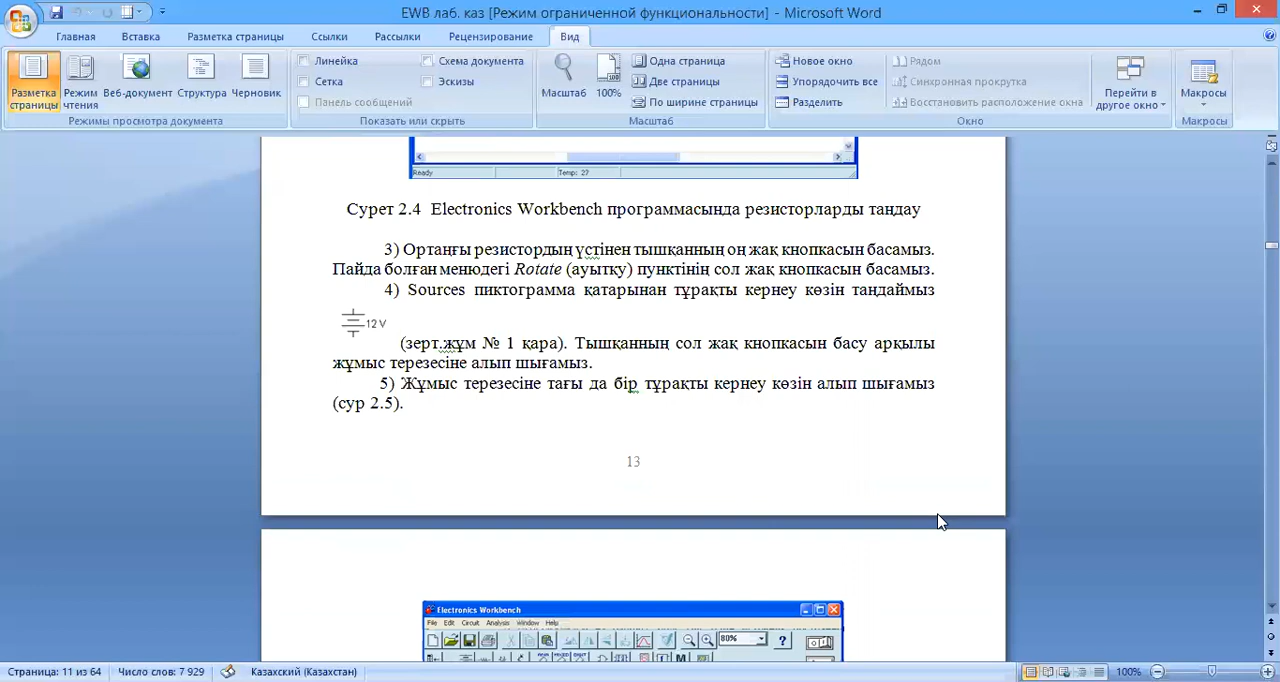 EWB лаб. каз [Режим ограниченной функциональности] - Microsoft Word
Главная Вставка Разметка страницы Ссылки Рассылки Рецензирование Вид
Разметка страницы
Режим чтения
Веб-документ
Структура
Черновик
Режимы просмотра документа
Линейка
Сетка
Панель сообщений
Схема документа
Эскизы
Показать или скрыть
Масштаб
100%
Одна страница
Две страницы
По ширине страницы
Масштаб
Новое окно
Упорядочить все
Разделить
Рядом
Синхронная прокрутка
Восстановить расположение окна
Перейти в другое окно
Окно
Макросы
Макросы
Ready Temp: 27
Сурет 2.4 Electronics Workbench программасында резисторларды таңдау
3) Ортаңғы резистордың үстінен тышқанның оң жақ кнопкасын басамыз.
Пайда болған менюдегі Rotate (ауытқу) пунктінің сол жақ кнопкасын басамыз.
4) Sources пиктограмма қатарынан тұрақты кернеу көзін таңдаймыз
12 V
(зерт.жұм № 1 қара). Тышқанның сол жақ кнопкасын басу арқылы
жұмыс терезесіне алып шығамыз.
5) Жұмыс терезесіне тағы да бір тұрақты кернеу көзін алып шығамыз
(сур 2.5).
13
Electronics Workbench
File Edit Circuit Analysis Window Help
80%
Страница: 11 из 64 Число слов: 7 929 Казахский (Казахстан) 100%